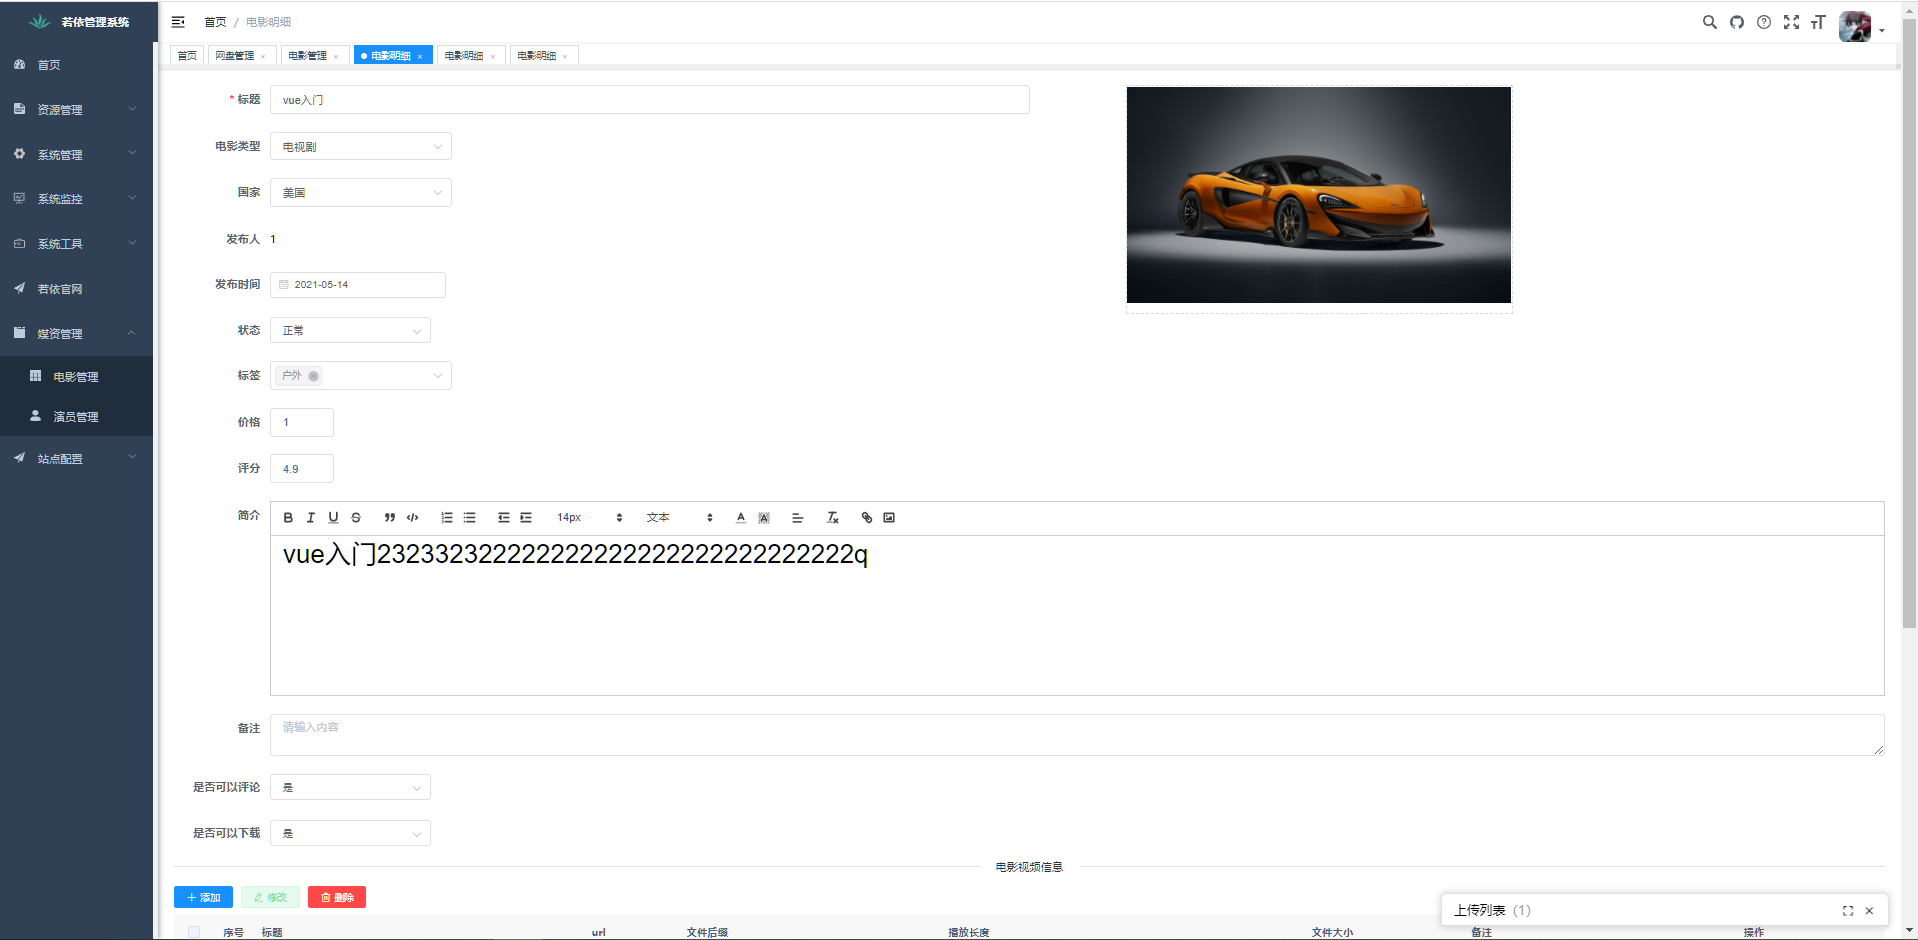 若依管理系统
首页 / 电影明细
首页 网盘管理 × 电影管理 × 电影明细 × 电影明细 × 电影明细 ×
首页
资源管理
系统管理
系统监控
系统工具
若依官网
媒资管理
电影管理
演员管理
站点配置
* 标题 vue入门
电影类型 电视剧
国家 美国
发布人 1
发布时间 2021-05-14
状态 正常
标签 户外
价格 1
评分 4.9
简介 14px 文本
vue入门232332322222222222222222222222222q
备注 请输入内容
是否可以评论 是
是否可以下载 是
电影视频信息
+ 添加 修改 删除
上传列表 (1)
序号 标题 url 文件后缀 播放长度 文件大小 备注 操作